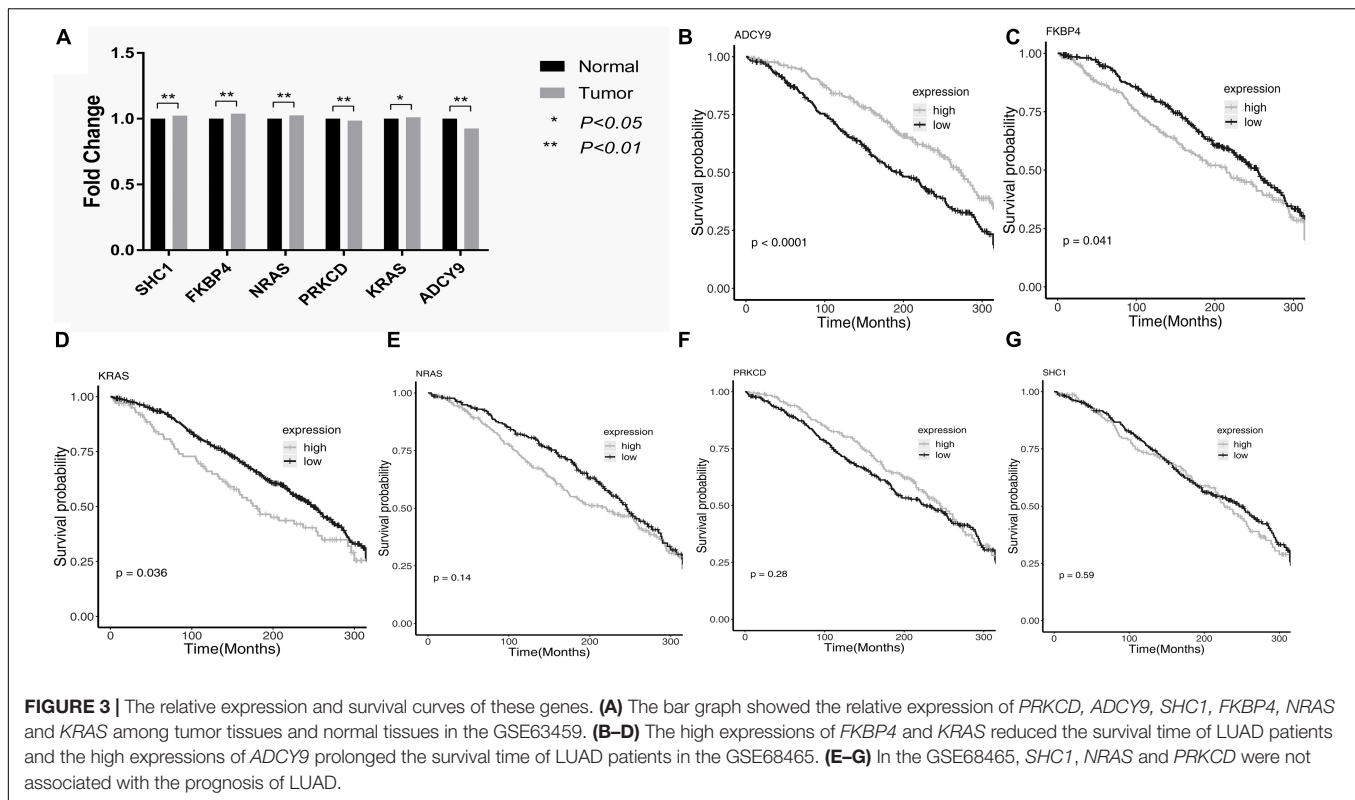 A
1.5
1.0
0.5
0.0
Fold Change
** ** ** ** * **
SHC1 FKBP4 NRAS PRKCD KRAS ADCY9
Normal
Tumor
* P<0.05
** P<0.01
B
ADCY9
1.00
0.75
0.50
0.25
0.00
Survival probability
expression
high
low
p < 0.0001
0 100 200 300
Time(Months)
C
FKBP4
1.00
0.75
0.50
0.25
0.00
Survival probability
expression
high
low
p = 0.041
0 100 200 300
Time(Months)
D
KRAS
1.00
0.75
0.50
0.25
0.00
Survival probability
expression
high
low
p = 0.036
0 100 200 300
Time(Months)
E
NRAS
1.00
0.75
0.50
0.25
0.00
Survival probability
expression
high
low
p = 0.14
0 100 200 300
Time(Months)
F
PRKCD
1.00
0.75
0.50
0.25
0.00
Survival probability
expression
high
low
p = 0.28
0 100 200 300
Time(Months)
G
SHC1
1.00
0.75
0.50
0.25
0.00
Survival probability
expression
high
low
p = 0.59
0 100 200 300
Time(Months)
FIGURE 3 | The relative expression and survival curves of these genes. (A) The bar graph showed the relative expression of PRKCD, ADCY9, SHC1, FKBP4, NRAS
and KRAS among tumor tissues and normal tissues in the GSE63459. (B–D) The high expressions of FKBP4 and KRAS reduced the survival time of LUAD patients
and the high expressions of ADCY9 prolonged the survival time of LUAD patients in the GSE68465. (E–G) In the GSE68465, SHC1, NRAS and PRKCD were not
associated with the prognosis of LUAD.